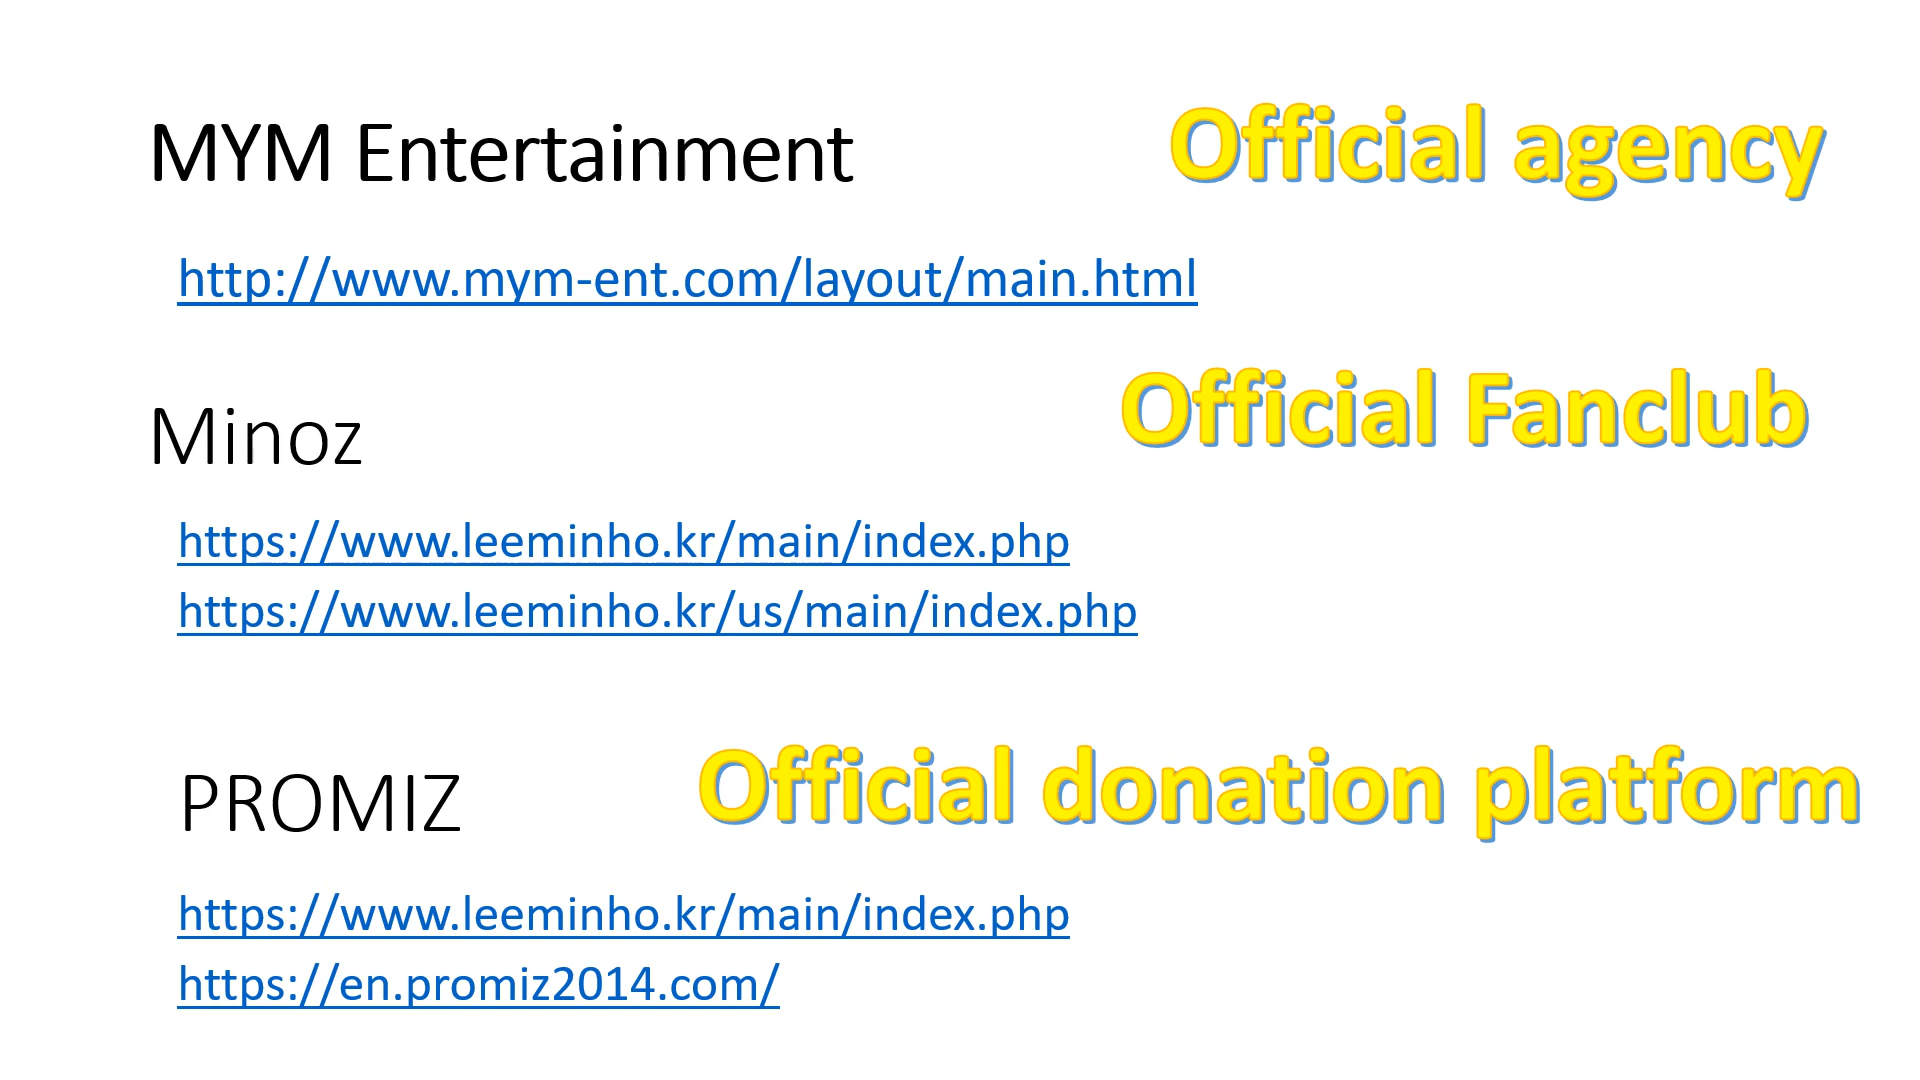 MYM Entertainment Official agency
http://www.mym-ent.com/layout/main.html
Minoz Official Fanclub
https://www.leeminho.kr/main/index.php
https://www.leeminho.kr/us/main/index.php
PROMIZ Official donation platform
https://www.leeminho.kr/main/index.php
https://en.promiz2014.com/